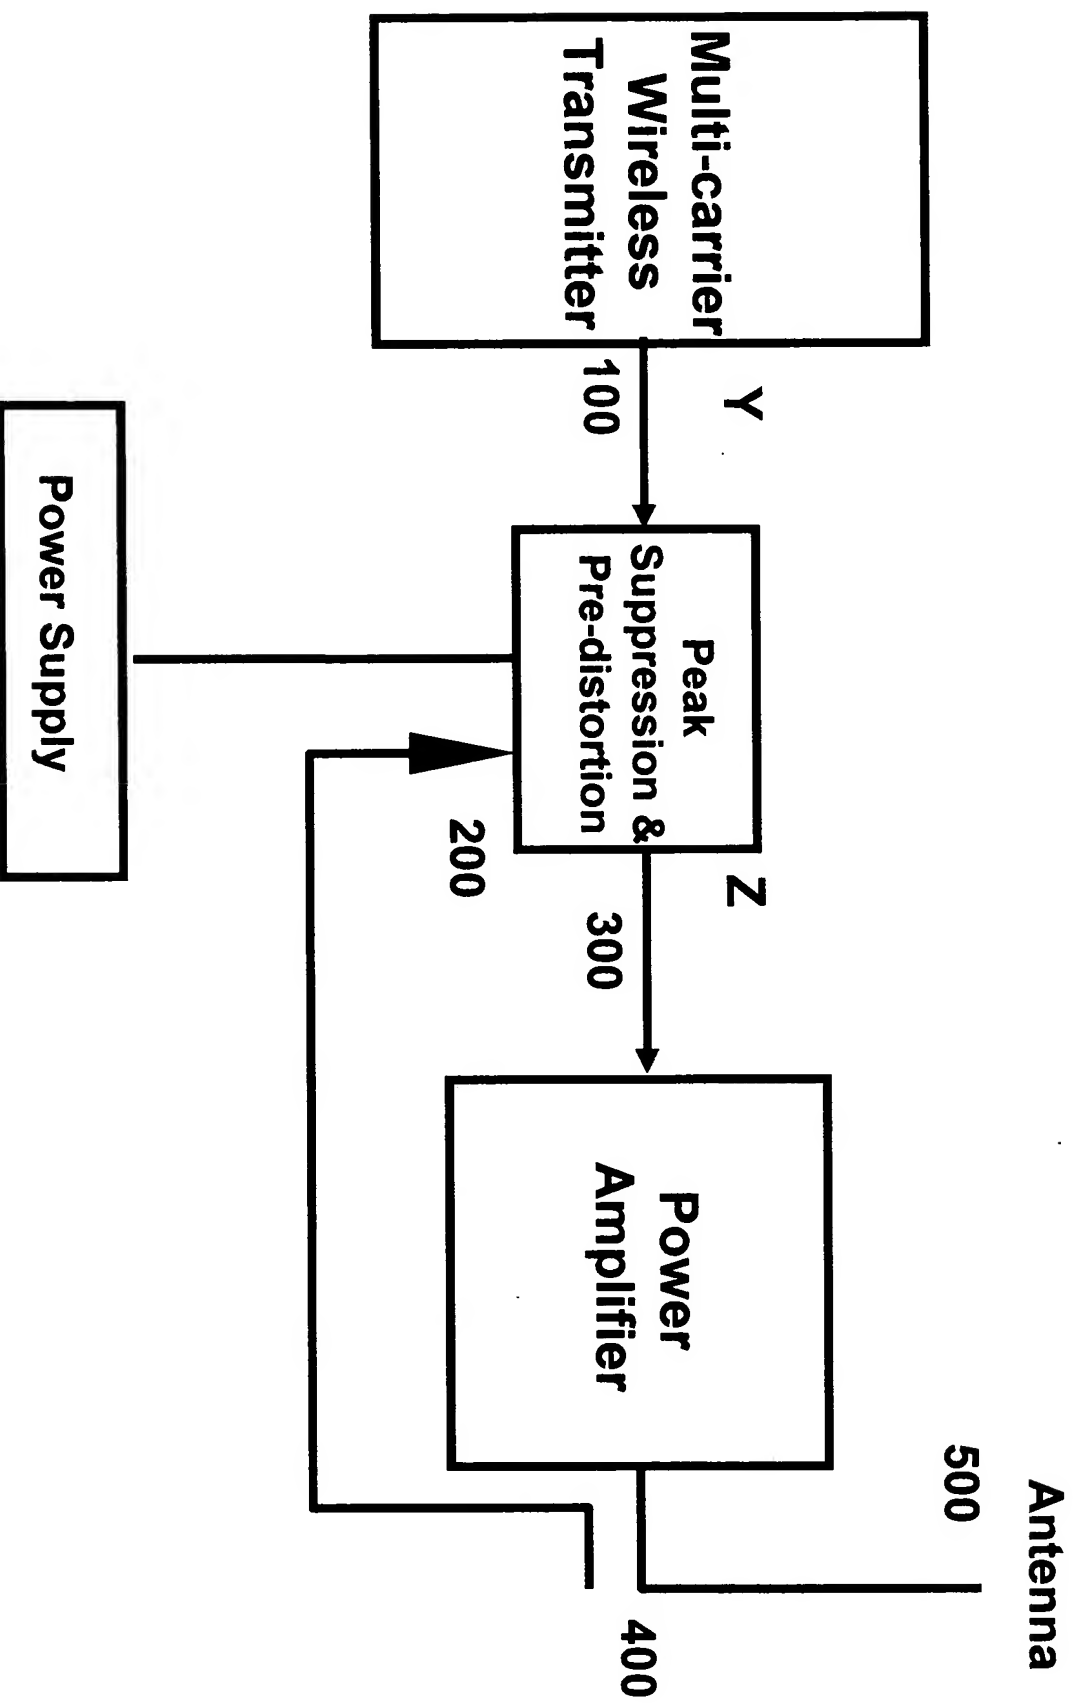 Antenna
500
400
Multi-carrier
Wireless
Transmitter
Y
100
Peak
Suppression &
Pre-distortion
Z
300
200
Power
Amplifier
Power Supply